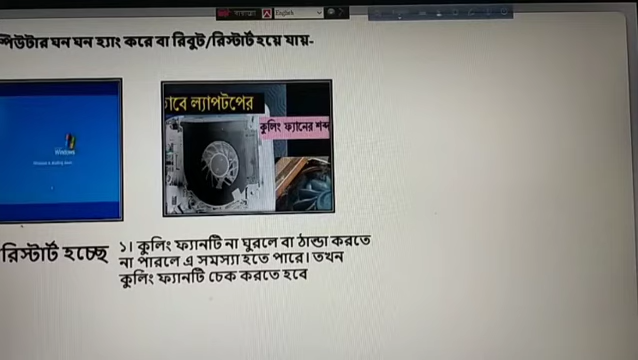 English
পিউটার ঘন ঘন হ্যাং করে বা রিবুট/রিস্টার্ট হয়ে যায়-
ল্যাপটপের
কুলিং ফ্যানের শব্দ
Windows
রিস্টার্ট হচ্ছে
১। কুলিং ফ্যানটি না ঘুরলে বা ঠান্ডা করতে
না পারলে এ সমস্যা হতে পারে। তখন
কুলিং ফ্যানটি চেক করতে হবে